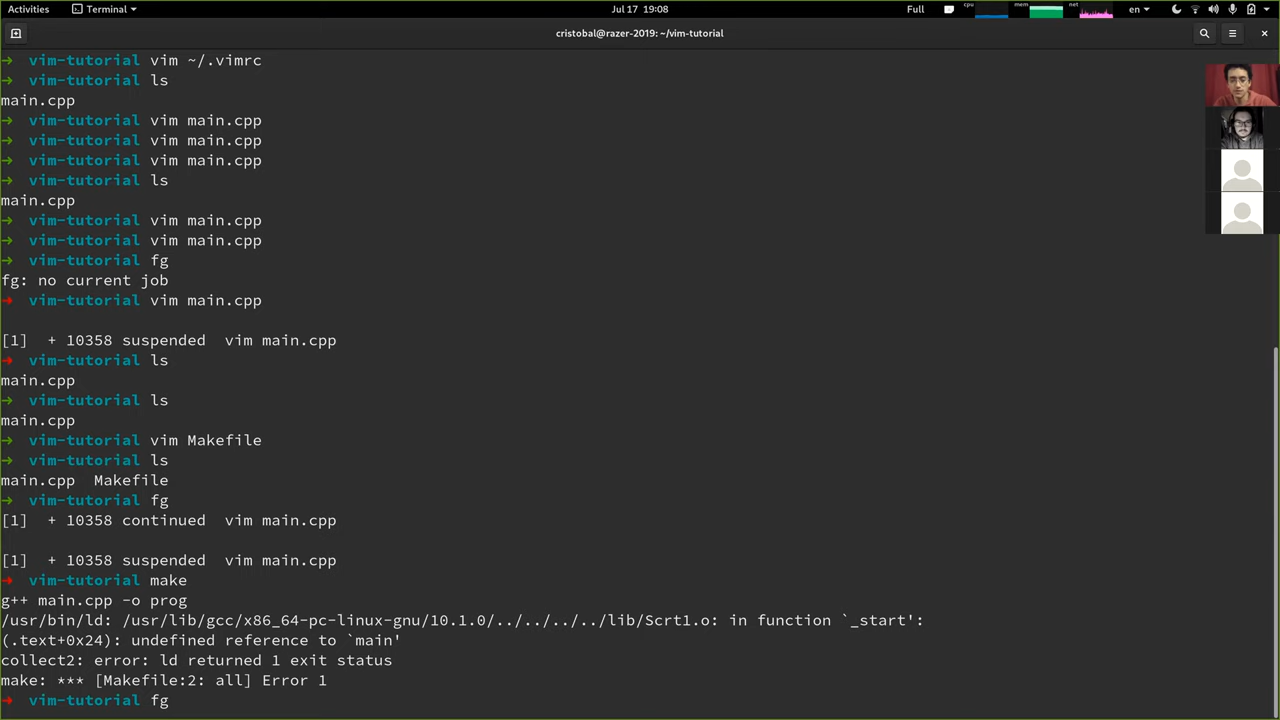 Activities Terminal Jul 17 19:08 Full cpu mem net en
cristobal@razer-2019: ~/vim-tutorial
→ vim-tutorial vim ~/.vimrc
→ vim-tutorial ls
main.cpp
→ vim-tutorial vim main.cpp
→ vim-tutorial vim main.cpp
→ vim-tutorial vim main.cpp
→ vim-tutorial ls
main.cpp
→ vim-tutorial vim main.cpp
→ vim-tutorial vim main.cpp
→ vim-tutorial fg
fg: no current job
→ vim-tutorial vim main.cpp
[1]  + 10358 suspended  vim main.cpp
→ vim-tutorial ls
main.cpp
→ vim-tutorial ls
main.cpp
→ vim-tutorial vim Makefile
→ vim-tutorial ls
main.cpp  Makefile
→ vim-tutorial fg
[1]  + 10358 continued  vim main.cpp
[1]  + 10358 suspended  vim main.cpp
→ vim-tutorial make
g++ main.cpp -o prog
/usr/bin/ld: /usr/lib/gcc/x86_64-pc-linux-gnu/10.1.0/../../../../lib/Scrt1.o: in function `_start':
(.text+0x24): undefined reference to `main'
collect2: error: ld returned 1 exit status
make: *** [Makefile:2: all] Error 1
→ vim-tutorial fg